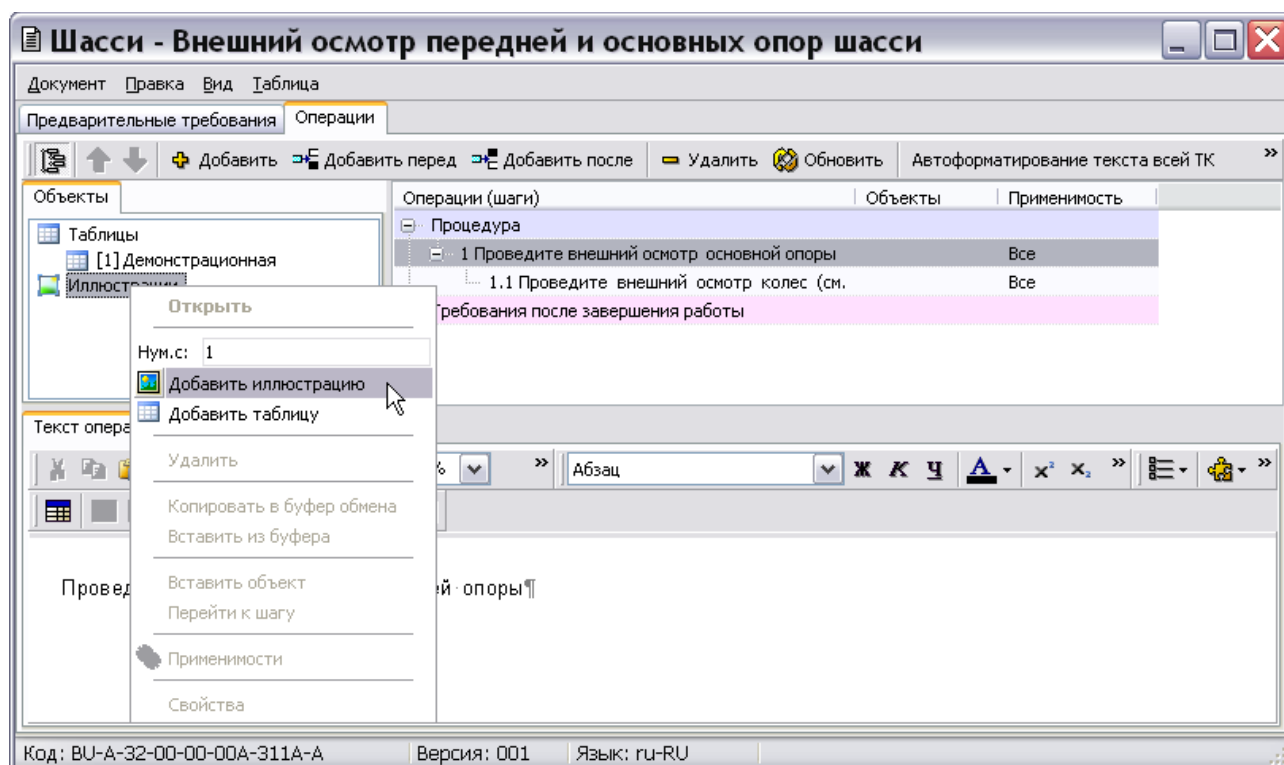 Шасси - Внешний осмотр передней и основных опор шасси
Документ Правка Вид Таблица
Предварительные требования Операции
Добавить Добавить перед Добавить после Удалить Обновить Автоформатирование текста всей ТК »
Объекты
Операции (шаги) Объекты Применимость
Таблицы
Процедура
[1] Демонстрационная
1 Проведите внешний осмотр основной опоры Все
Иллюстрации
1.1 Проведите внешний осмотр колес (см. Все
Требования после завершения работы
Открыть
Нум.с: 1
Добавить иллюстрацию
Добавить таблицу
Текст опера
Удалить
% » Абзац Ж К Ч А x² x₂ » »
Копировать в буфер обмена
Вставить из буфера
Вставить объект
Провед ей·опоры¶
Перейти к шагу
Применимости
Свойства
Код: BU-A-32-00-00-00A-311A-A Версия: 001 Язык: ru-RU